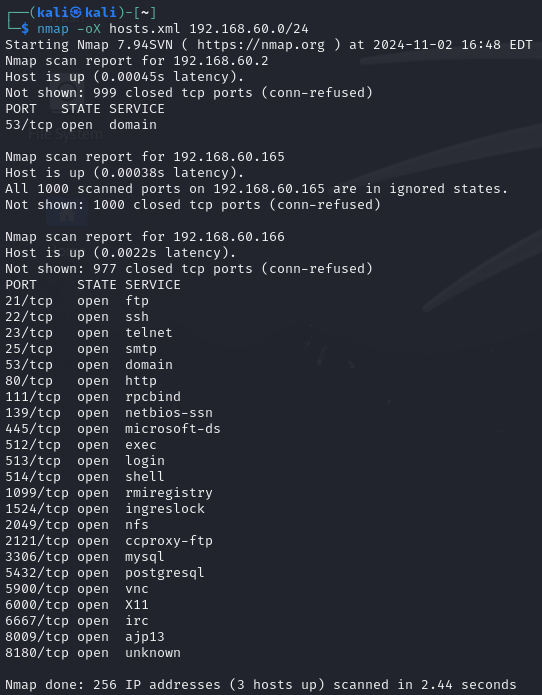 ┌──(kali㉿kali)-[~]
└─$ nmap -oX hosts.xml 192.168.60.0/24
Starting Nmap 7.94SVN ( https://nmap.org ) at 2024-11-02 16:48 EDT
Nmap scan report for 192.168.60.2
Host is up (0.00045s latency).
Not shown: 999 closed tcp ports (conn-refused)
PORT   STATE SERVICE
53/tcp open  domain

Nmap scan report for 192.168.60.165
Host is up (0.00038s latency).
All 1000 scanned ports on 192.168.60.165 are in ignored states.
Not shown: 1000 closed tcp ports (conn-refused)

Nmap scan report for 192.168.60.166
Host is up (0.0022s latency).
Not shown: 977 closed tcp ports (conn-refused)
PORT     STATE SERVICE
21/tcp   open  ftp
22/tcp   open  ssh
23/tcp   open  telnet
25/tcp   open  smtp
53/tcp   open  domain
80/tcp   open  http
111/tcp  open  rpcbind
139/tcp  open  netbios-ssn
445/tcp  open  microsoft-ds
512/tcp  open  exec
513/tcp  open  login
514/tcp  open  shell
1099/tcp open  rmiregistry
1524/tcp open  ingreslock
2049/tcp open  nfs
2121/tcp open  ccproxy-ftp
3306/tcp open  mysql
5432/tcp open  postgresql
5900/tcp open  vnc
6000/tcp open  X11
6667/tcp open  irc
8009/tcp open  ajp13
8180/tcp open  unknown

Nmap done: 256 IP addresses (3 hosts up) scanned in 2.44 seconds